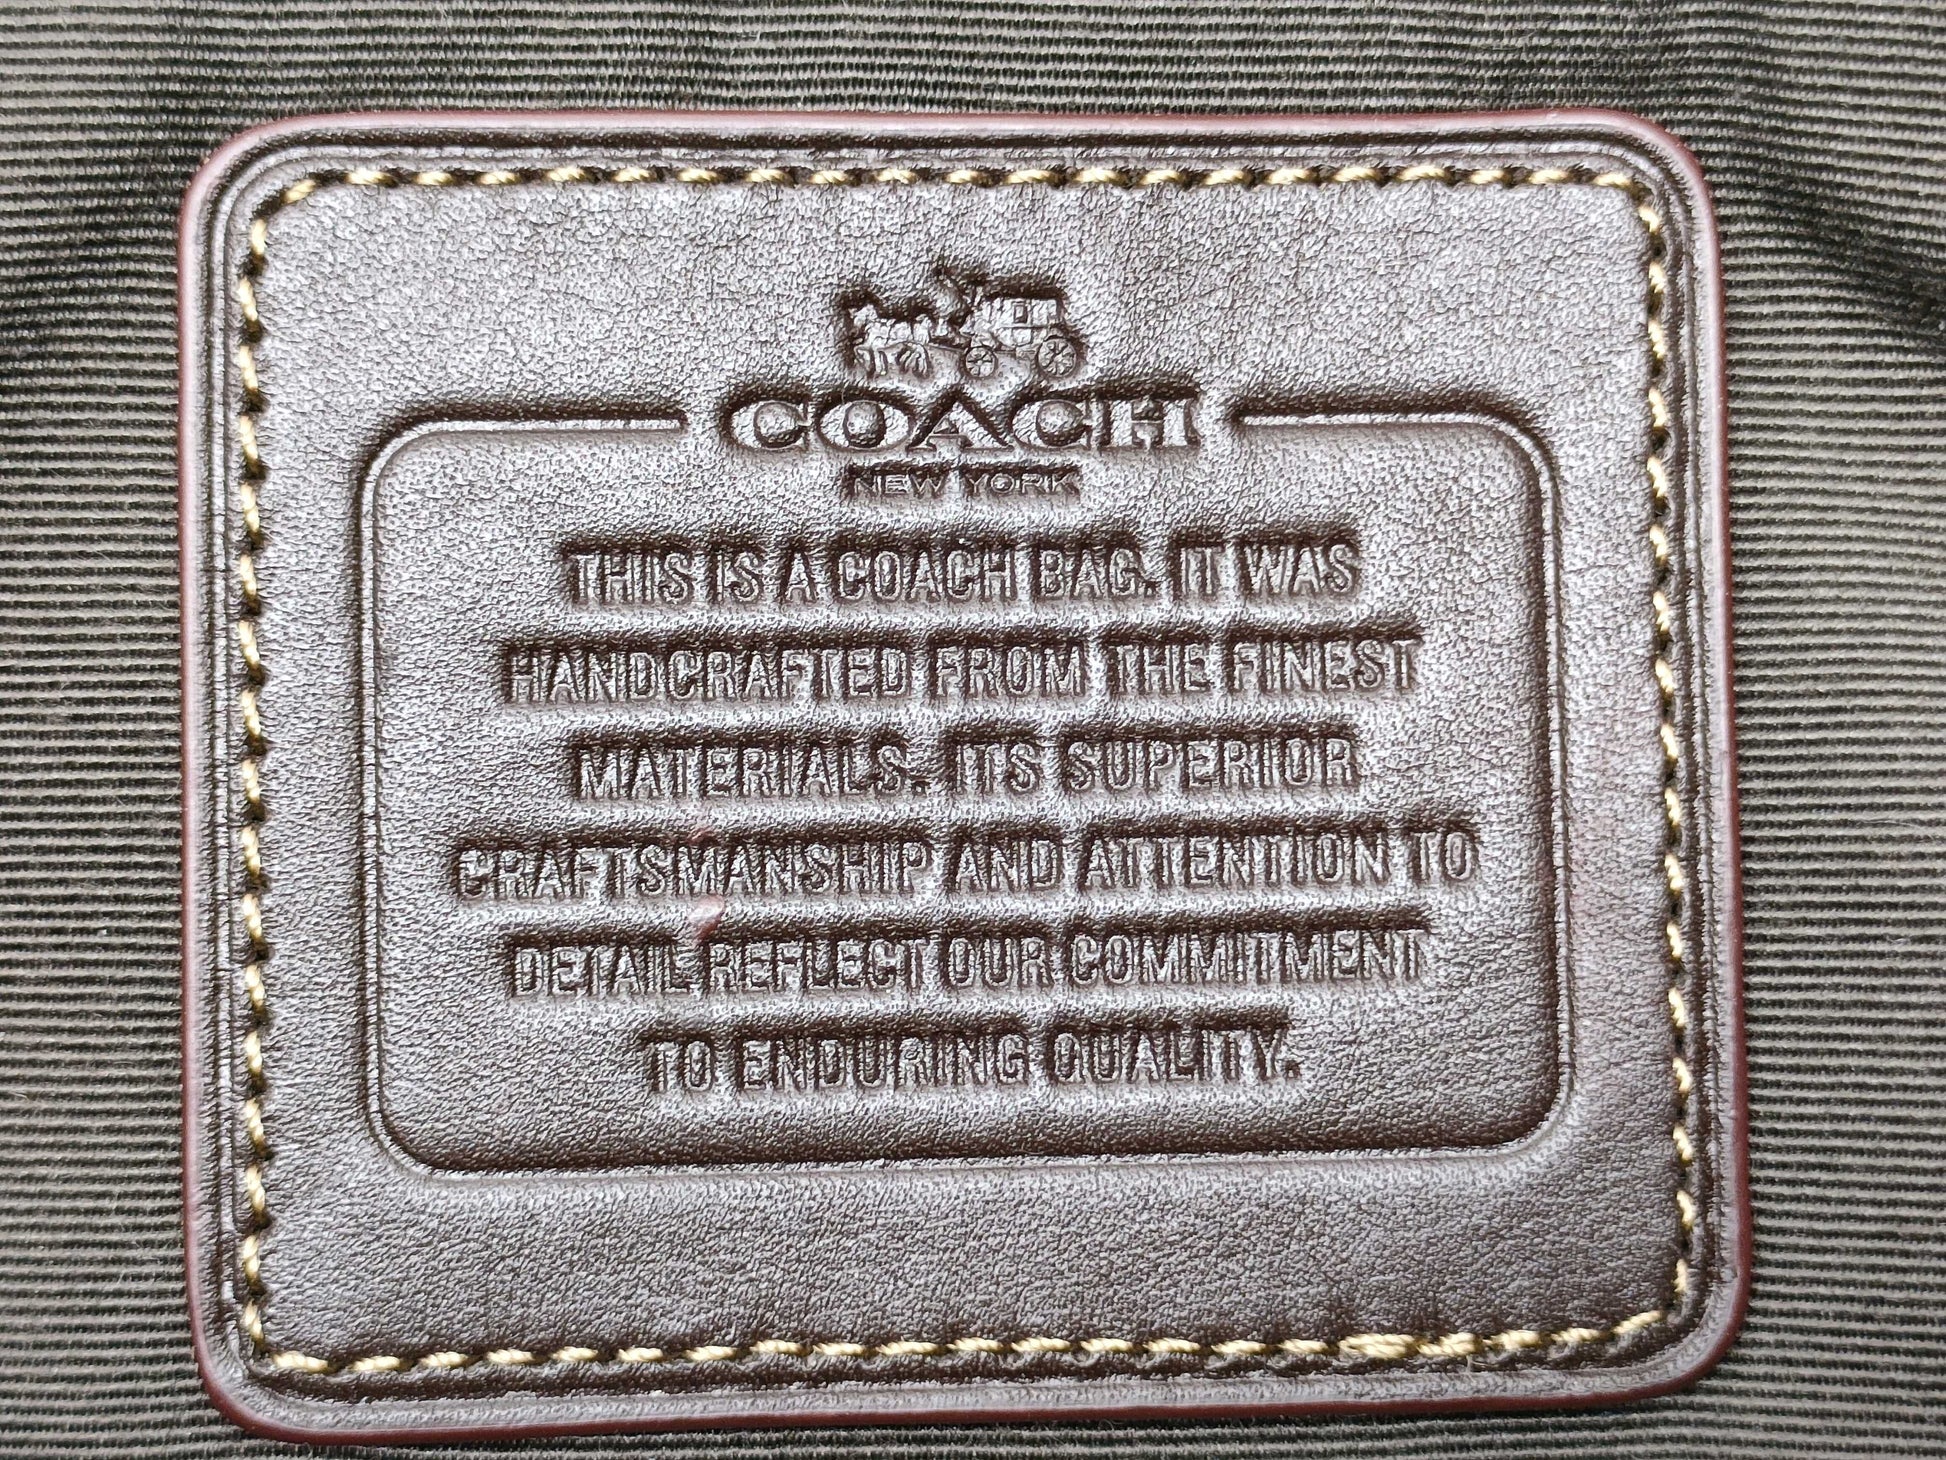 COACH
NEW YORK
THIS IS A COACH BAG. IT WAS
HANDCRAFTED FROM THE FINEST
MATERIALS. ITS SUPERIOR
CRAFTSMANSHIP AND ATTENTION TO
DETAIL REFLECT OUR COMMITMENT
TO ENDURING QUALITY.